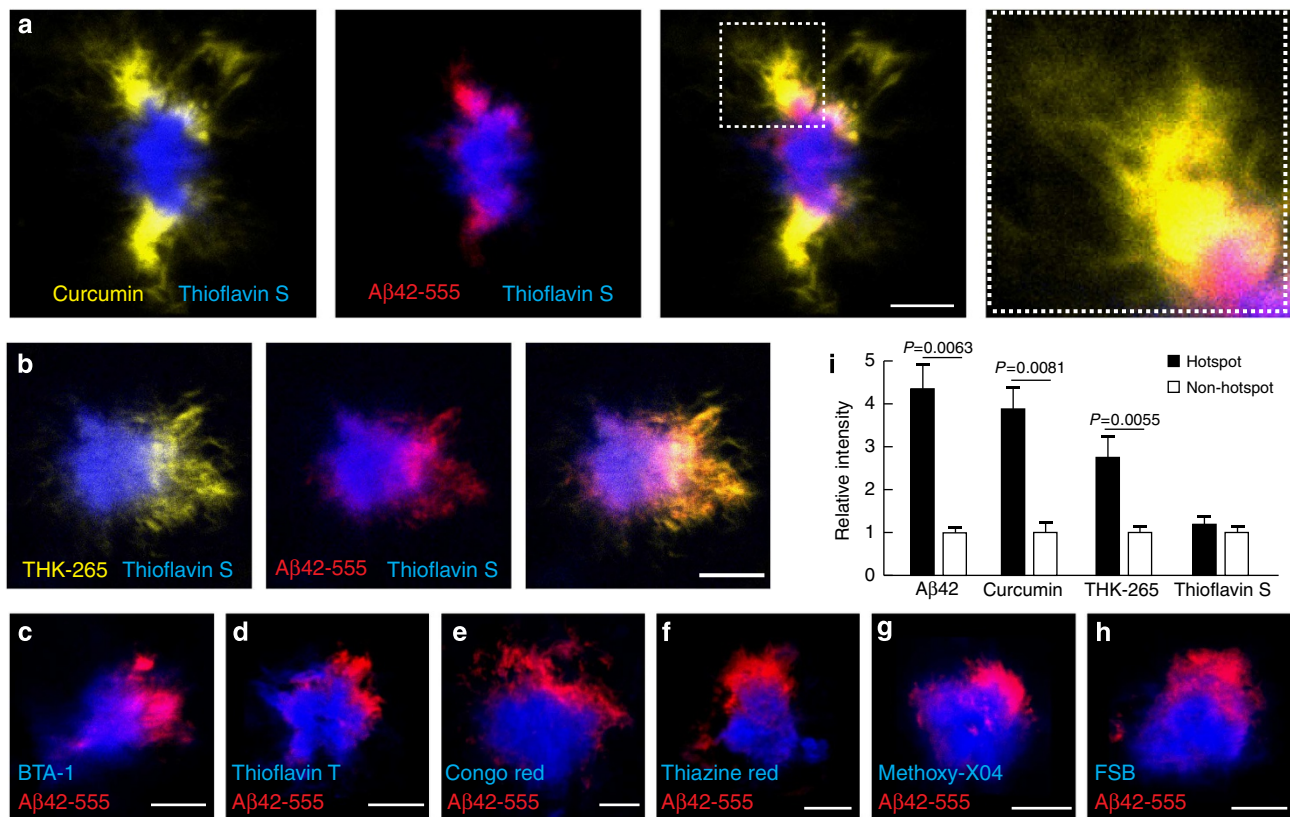 a
Curcumin Thioflavin S
Aβ42-555 Thioflavin S
b
THK-265 Thioflavin S
Aβ42-555 Thioflavin S
i
P=0.0063
P=0.0081
P=0.0055
Hotspot
Non-hotspot
Relative intensity
5
4
3
2
1
0
Aβ42 Curcumin THK-265 Thioflavin S
c
BTA-1
Aβ42-555
d
Thioflavin T
Aβ42-555
e
Congo red
Aβ42-555
f
Thiazine red
Aβ42-555
g
Methoxy-X04
Aβ42-555
h
FSB
Aβ42-555